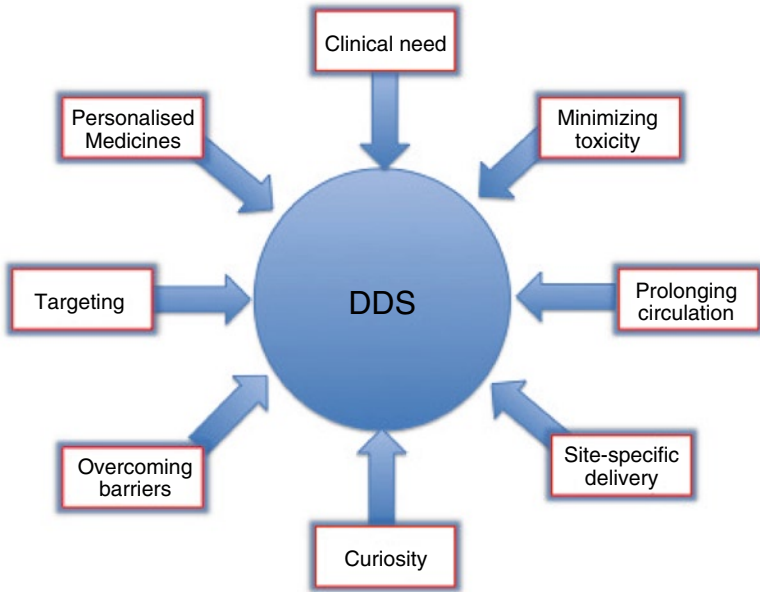 Clinical need
Personalised
Medicines
Minimizing
toxicity
Targeting
DDS
Prolonging
circulation
Overcoming
barriers
Site-specific
delivery
Curiosity